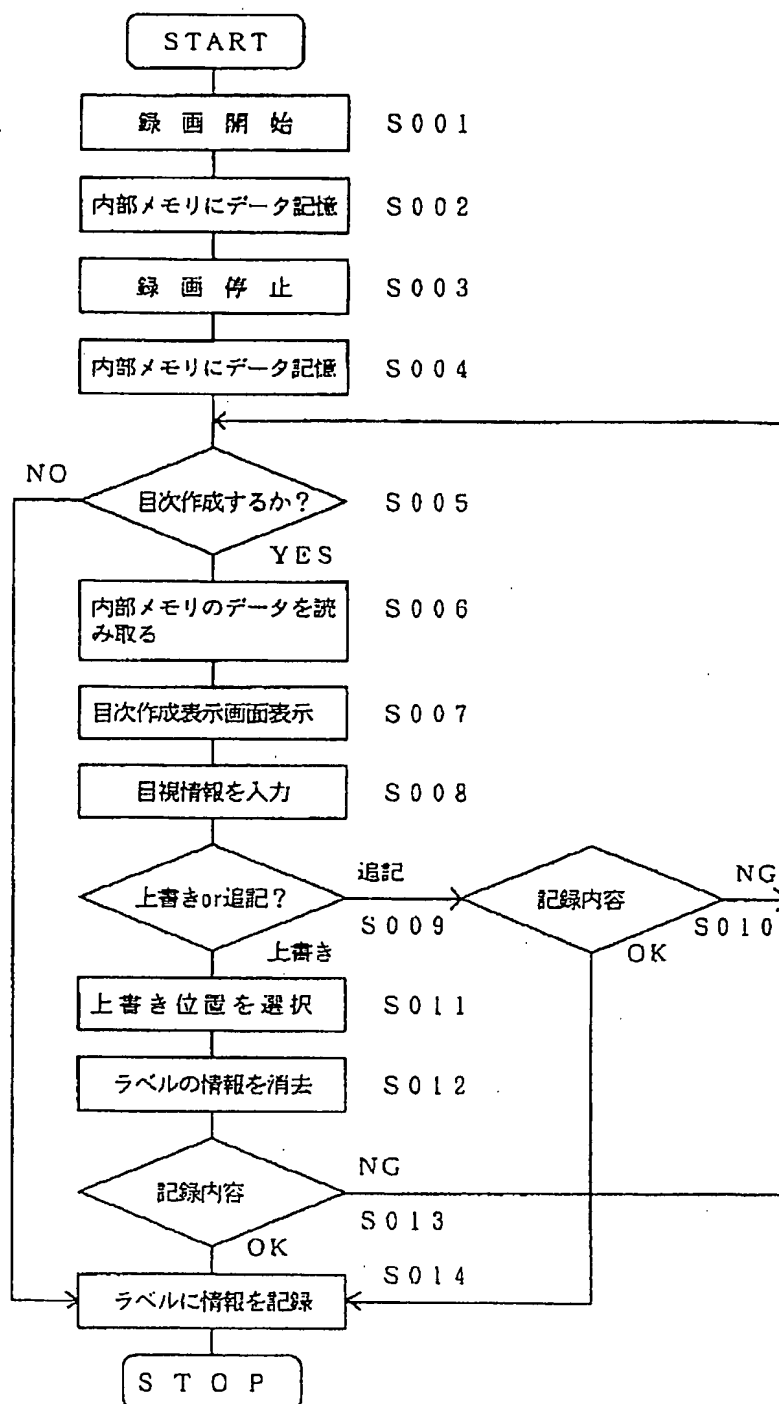 START
録画開始 S001
内部メモリにデータ記憶 S002
録画停止 S003
内部メモリにデータ記憶 S004
NO
目次作成するか? S005
YES
内部メモリのデータを読
み取る
S006
目次作成表示画面表示 S007
目視情報を入力 S008
上書きor追記? 追記 記録内容 NG
S009 S010
上書き OK
上書き位置を選択 S011
ラベルの情報を消去 S012
NG
記録内容
S013
OK
S014
ラベルに情報を記録
STOP